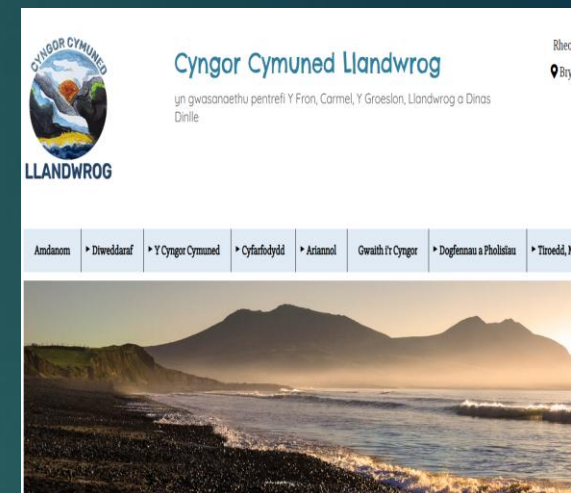 CYNGOR CYMUNED
LLANDWROG
Cyngor Cymuned Llandwrog
yn gwasanaethu pentrefi Y Fron, Carmel, Y Groeslon, Llandwrog a Dinas
Dinlle
Amdanom ▸ Diweddaraf ▸ Y Cyngor Cymuned ▸ Cyfarfodydd ▸ Ariannol Gwaith i'r Cyngor ▸ Dogfennau a Pholisïau ▸ Tiroedd,